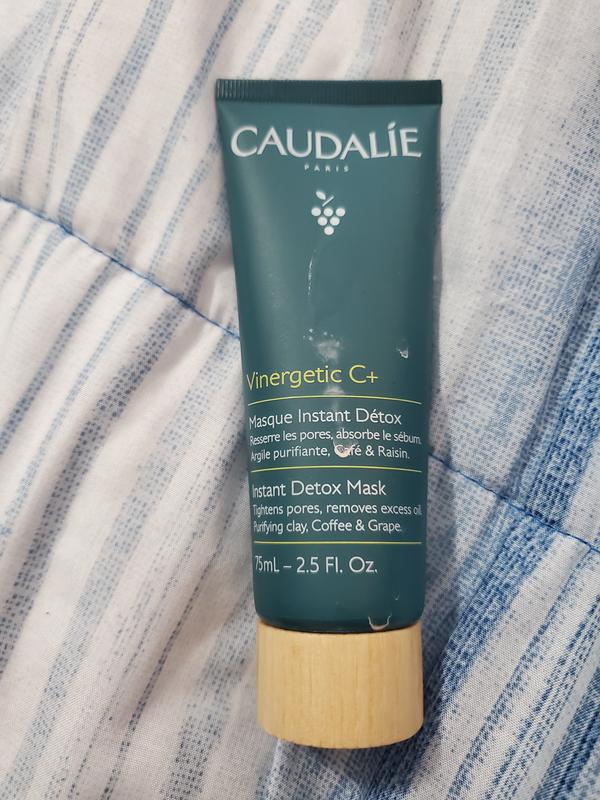 CAUDALÍE
PARIS
Vinergetic C+
Masque Instant Détox
Resserre les pores, absorbe le sébum.
Argile purifiante, Café & Raisin.
Instant Detox Mask
Tightens pores, removes excess oil.
Purifying clay, Coffee & Grape.
75mL – 2.5 Fl. Oz.